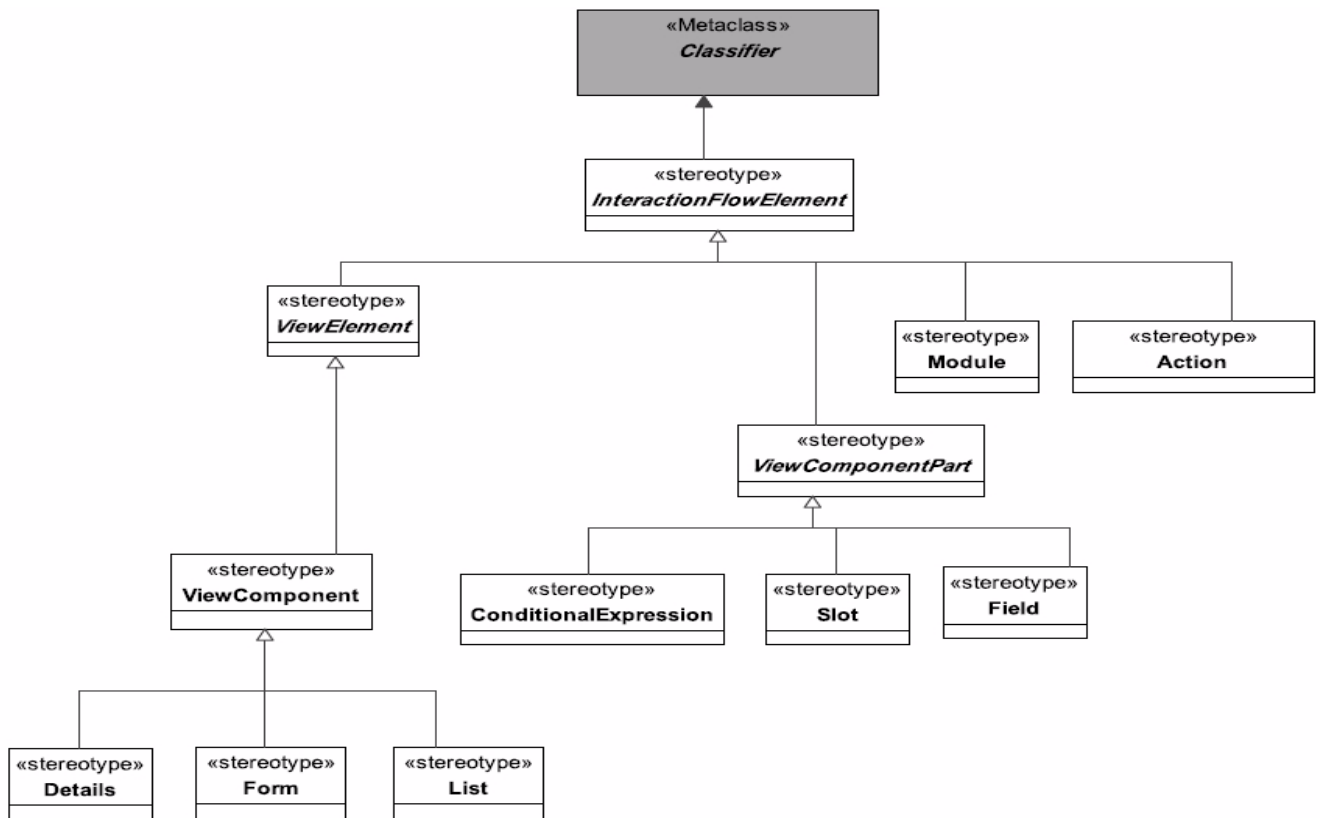 «Metaclass»
Classifier
«stereotype»
InteractionFlowElement
«stereotype»
ViewElement
«stereotype»
Module
«stereotype»
Action
«stereotype»
ViewComponentPart
«stereotype»
ViewComponent
«stereotype»
ConditionalExpression
«stereotype»
Slot
«stereotype»
Field
«stereotype»
Details
«stereotype»
Form
«stereotype»
List